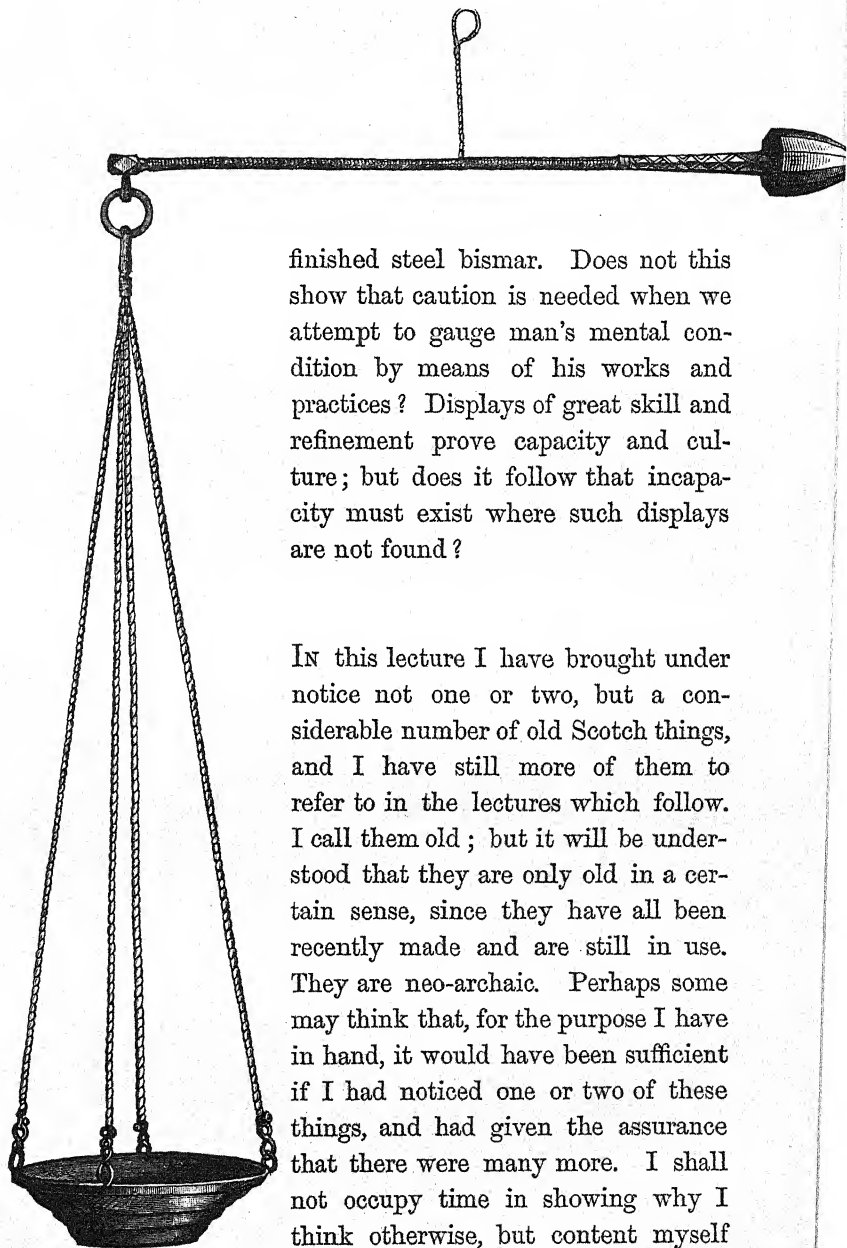 finished steel bismar. Does not this
show that caution is needed when we
attempt to gauge man's mental con-
dition by means of his works and
practices? Displays of great skill and
refinement prove capacity and cul-
ture; but does it follow that incapa-
city must exist where such displays
are not found?
IN this lecture I have brought under
notice not one or two, but a con-
siderable number of old Scotch things,
and I have still more of them to
refer to in the lectures which follow.
I call them old; but it will be under-
stood that they are only old in a cer-
tain sense, since they have all been
recently made and are still in use.
They are neo-archaic. Perhaps some
may think that, for the purpose I have
in hand, it would have been sufficient
if I had noticed one or two of these
things, and had given the assurance
that there were many more. I shall
not occupy time in showing why I
think otherwise, but content myself